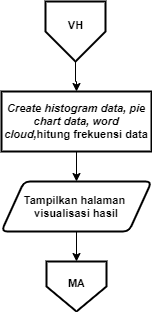 VH
Create histogram data, pie
chart data, word
cloud,hitung frekuensi data
Tampilkan halaman
visualisasi hasil
MA